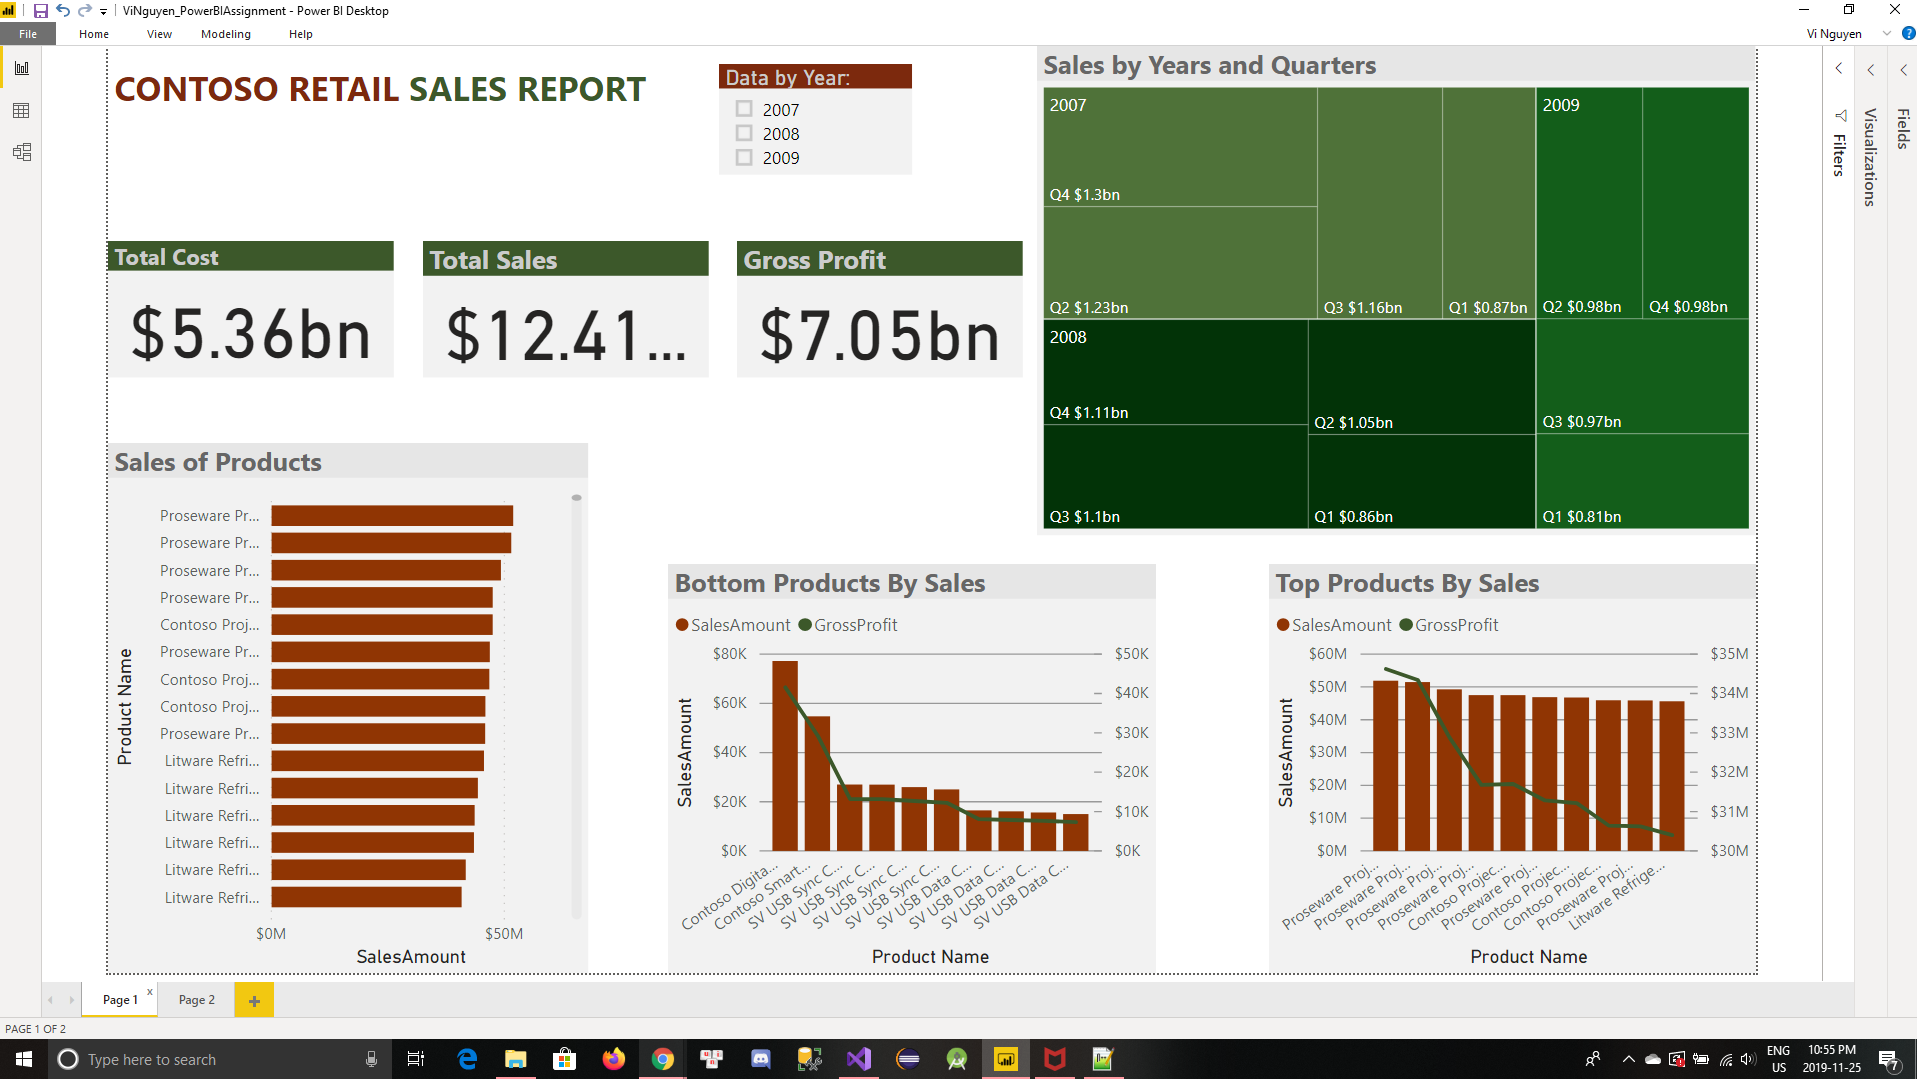 ViNguyen_PowerBIAssignment - Power BI Desktop
File Home View Modeling Help
Vi Nguyen
CONTOSO RETAIL SALES REPORT
Data by Year:
2007
2008
2009
Total Cost
$5.36bn
Total Sales
$12.41...
Gross Profit
$7.05bn
Sales by Years and Quarters
2007
Q4 $1.3bn
Q2 $1.23bn
Q3 $1.16bn
Q1 $0.87bn
2008
Q4 $1.11bn
Q3 $1.1bn
Q2 $1.05bn
Q1 $0.86bn
2009
Q2 $0.98bn
Q4 $0.98bn
Q3 $0.97bn
Q1 $0.81bn
Filters
Visualizations
Fields
Sales of Products
Product Name
Proseware Pr...
Proseware Pr...
Proseware Pr...
Proseware Pr...
Contoso Proj...
Proseware Pr...
Contoso Proj...
Contoso Proj...
Proseware Pr...
Litware Refri...
Litware Refri...
Litware Refri...
Litware Refri...
Litware Refri...
Litware Refri...
$0M $50M
SalesAmount
Bottom Products By Sales
SalesAmount GrossProfit
SalesAmount
$80K
$60K
$40K
$20K
$0K
$50K
$40K
$30K
$20K
$10K
$0K
Contoso Digita...
Contoso Smart...
SV USB Sync C...
SV USB Sync C...
SV USB Sync C...
SV USB Sync C...
SV USB Data C...
SV USB Data C...
SV USB Data C...
SV USB Data C...
Product Name
Top Products By Sales
SalesAmount GrossProfit
SalesAmount
$60M
$50M
$40M
$30M
$20M
$10M
$0M
$35M
$34M
$33M
$32M
$31M
$30M
Proseware Proj...
Proseware Proj...
Proseware Proj...
Proseware Proj...
Contoso Projec...
Proseware Proj...
Contoso Projec...
Contoso Projec...
Proseware Proj...
Litware Refrige...
Product Name
Page 1 x
Page 2
+
PAGE 1 OF 2
Type here to search
ENG
US
10:55 PM
2019-11-25
7